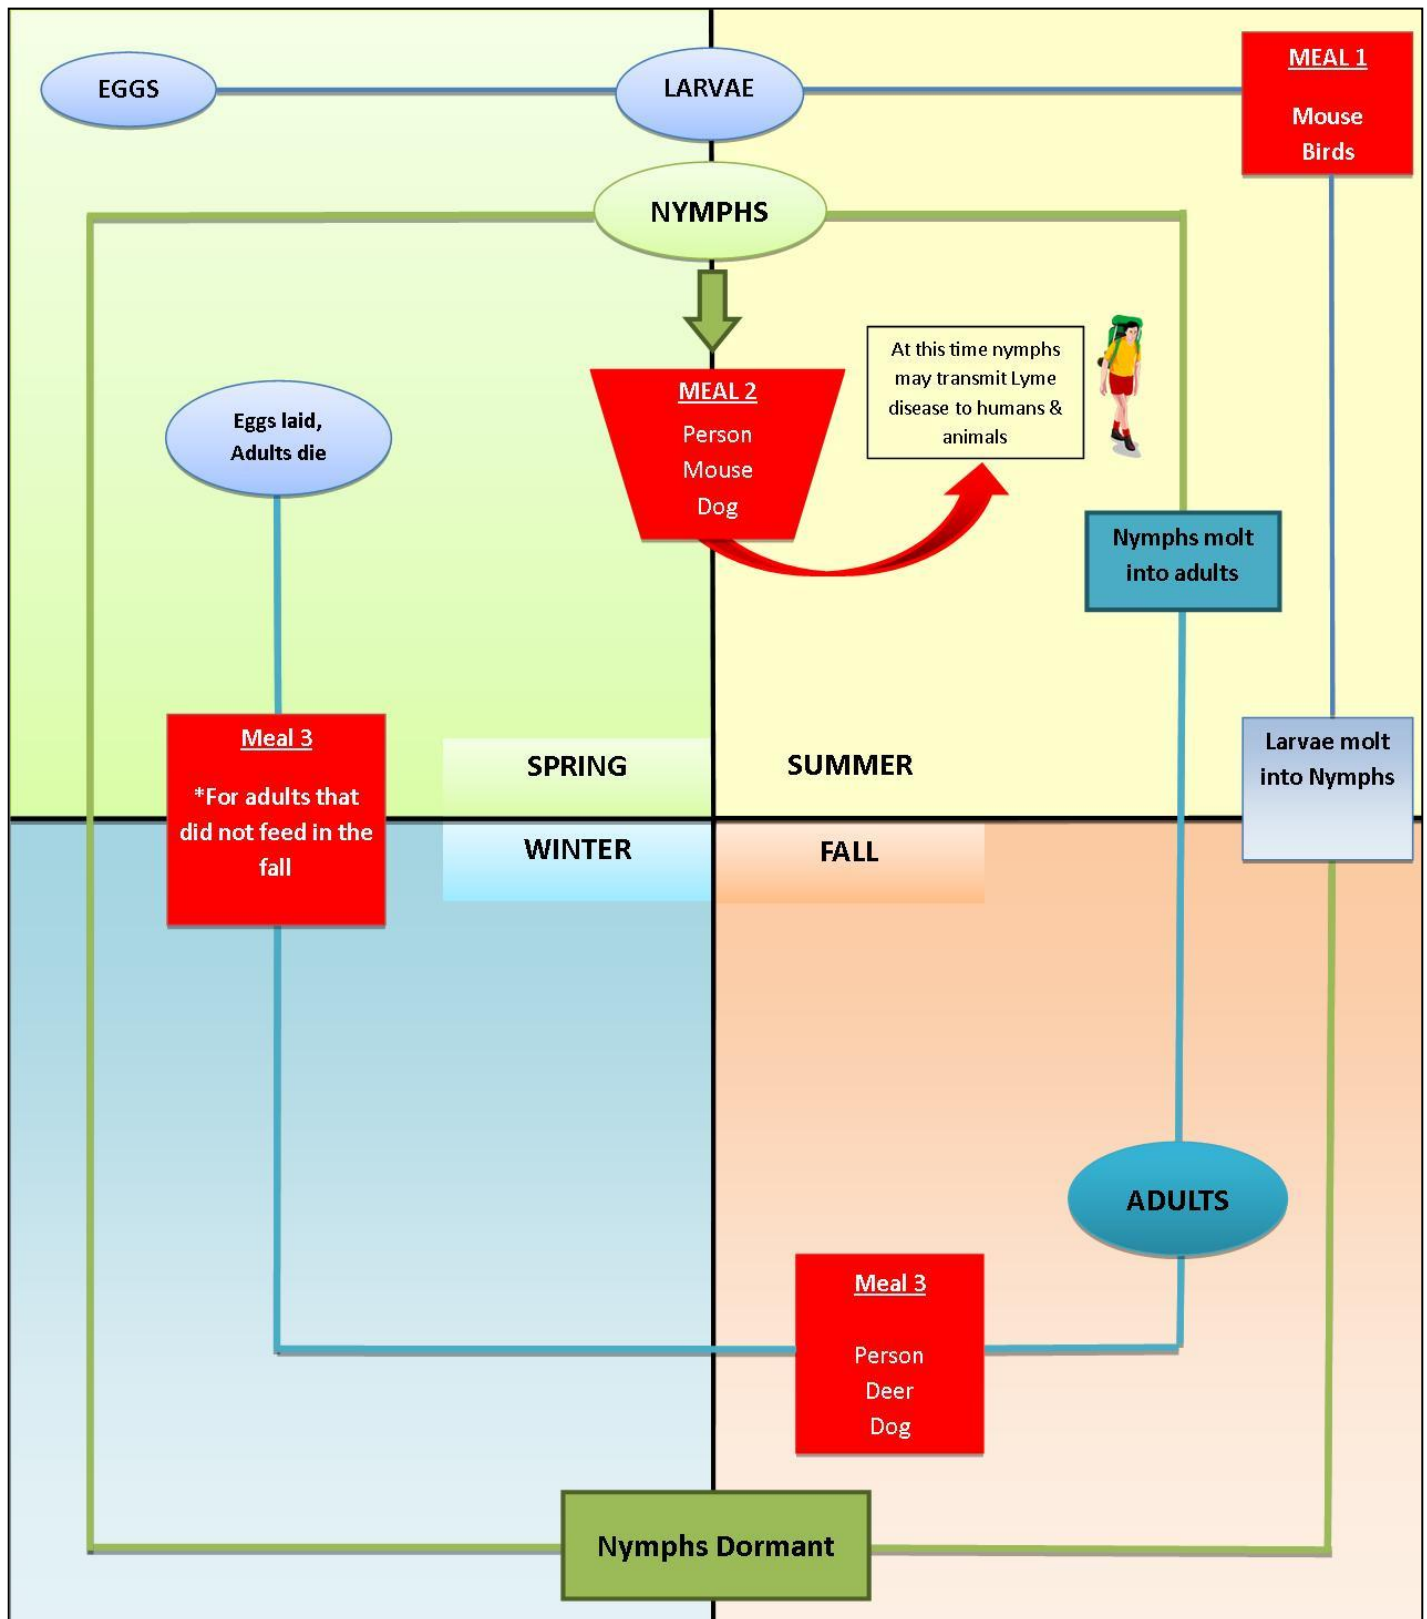 EGGS
LARVAE
MEAL 1
Mouse
Birds
NYMPHS
MEAL 2
Person
Mouse
Dog
At this time nymphs
may transmit Lyme
disease to humans &
animals
Eggs laid,
Adults die
Nymphs molt
into adults
Meal 3
*For adults that
did not feed in the
fall
SPRING
SUMMER
Larvae molt
into Nymphs
WINTER
FALL
ADULTS
Meal 3
Person
Deer
Dog
Nymphs Dormant